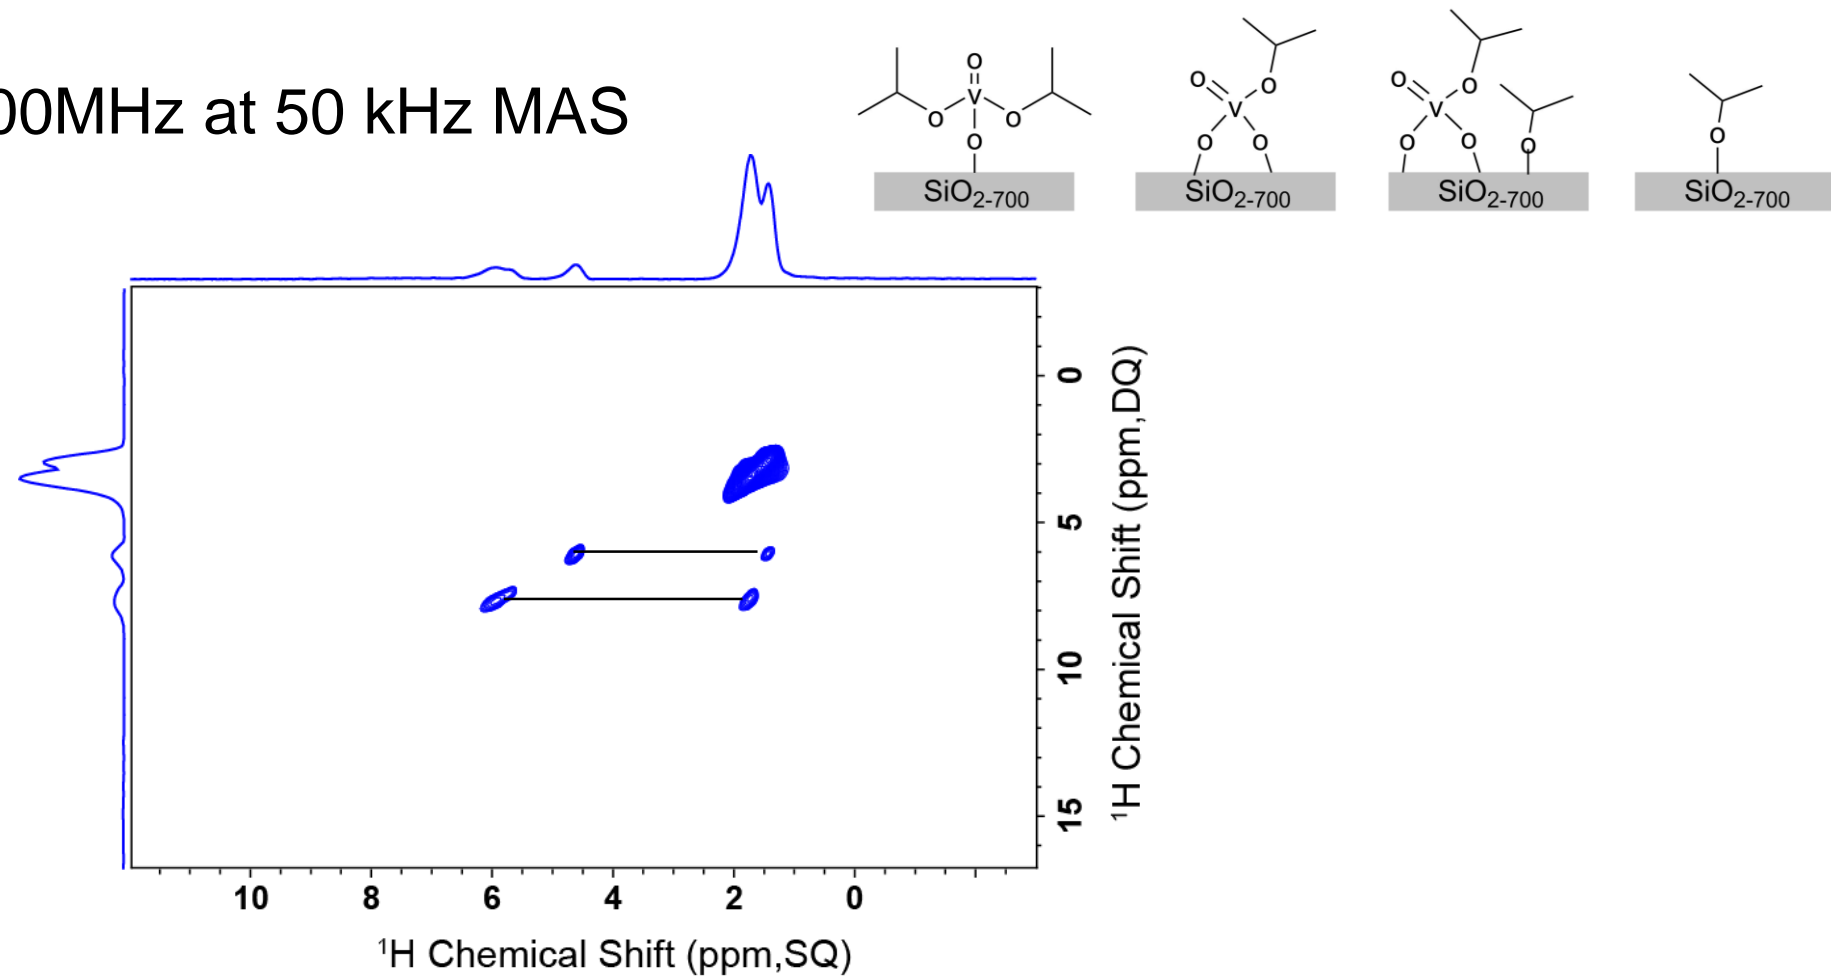 00MHz at 50 kHz MAS
O
V
O
O
O
SiO2-700
O
V
O
O
O
SiO2-700
O
V
O
O
O
O
SiO2-700
O
SiO2-700
0
5
10
15
¹H Chemical Shift (ppm,DQ)
10 8 6 4 2 0
¹H Chemical Shift (ppm,SQ)